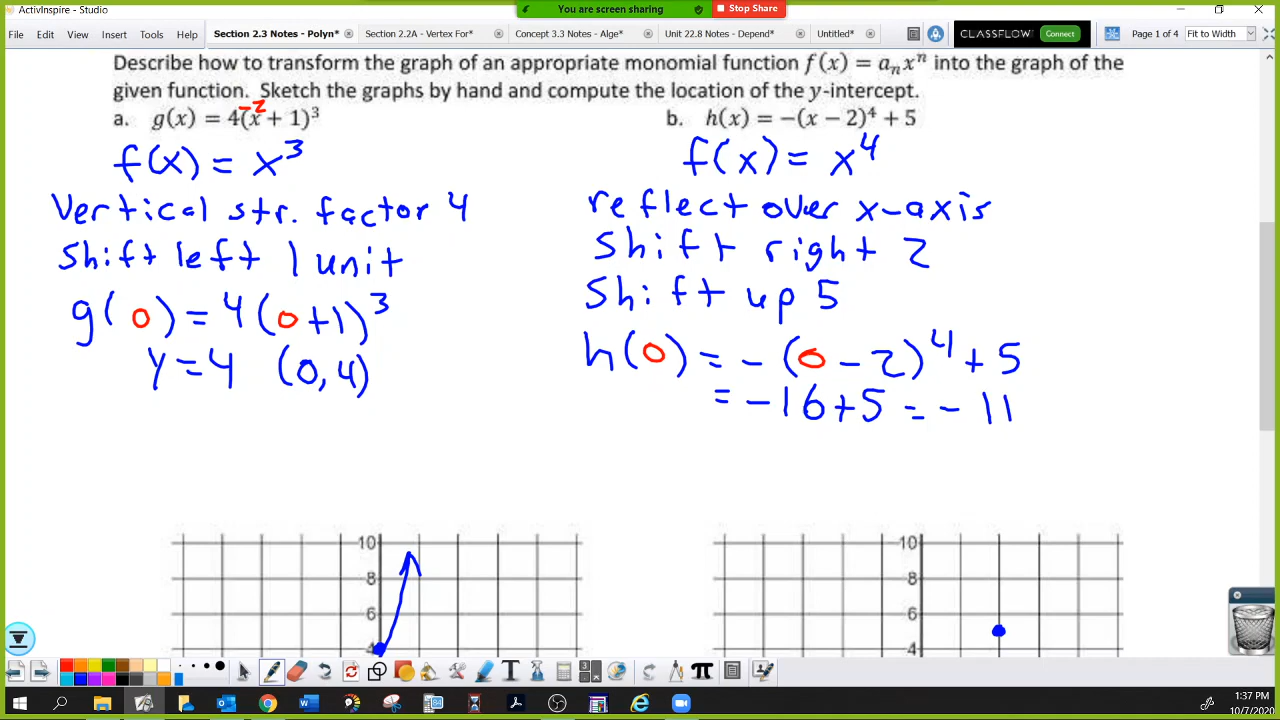 ActivInspire - Studio
You are screen sharing
Stop Share
File Edit View Insert Tools Help
Section 2.3 Notes - Polyn*
Section 2.2A - Vertex For*
Concept 3.3 Notes - Alge*
Unit 22.8 Notes - Depend*
Untitled*
CLASSFLOW Connect
Page 1 of 4 Fit to Width
Describe how to transform the graph of an appropriate monomial function f(x) = aₙxⁿ into the graph of the
given function. Sketch the graphs by hand and compute the location of the y-intercept.
-2
a. g(x) = 4(x + 1)³
f(x) = x³
Vertical str. factor 4
Shift left 1 unit
g(0) = 4(0+1)³
y = 4 (0,4)
b. h(x) = −(x − 2)⁴ + 5
f(x) = x⁴
reflect over x-axis
Shift right 2
Shift up 5
h(0) = - (0 - 2)⁴ + 5
= -16+5 = -11
10
8
6
4
10
8
6
4
1:37 PM
10/7/2020